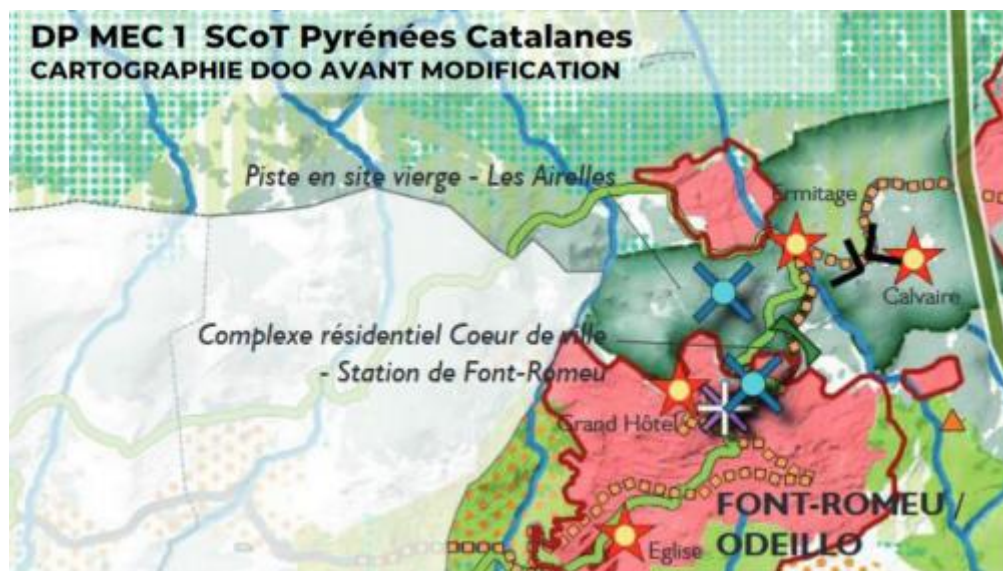 DP MEC 1 SCoT Pyrénées Catalanes
CARTOGRAPHIE DOO AVANT MODIFICATION
Piste en site vierge - Les Airelles
Ermitage
Calvaire
Complexe résidentiel Coeur de ville
- Station de Font-Romeu
Grand Hôtel
FONT-ROMEU /
ODEILLO
Eglise